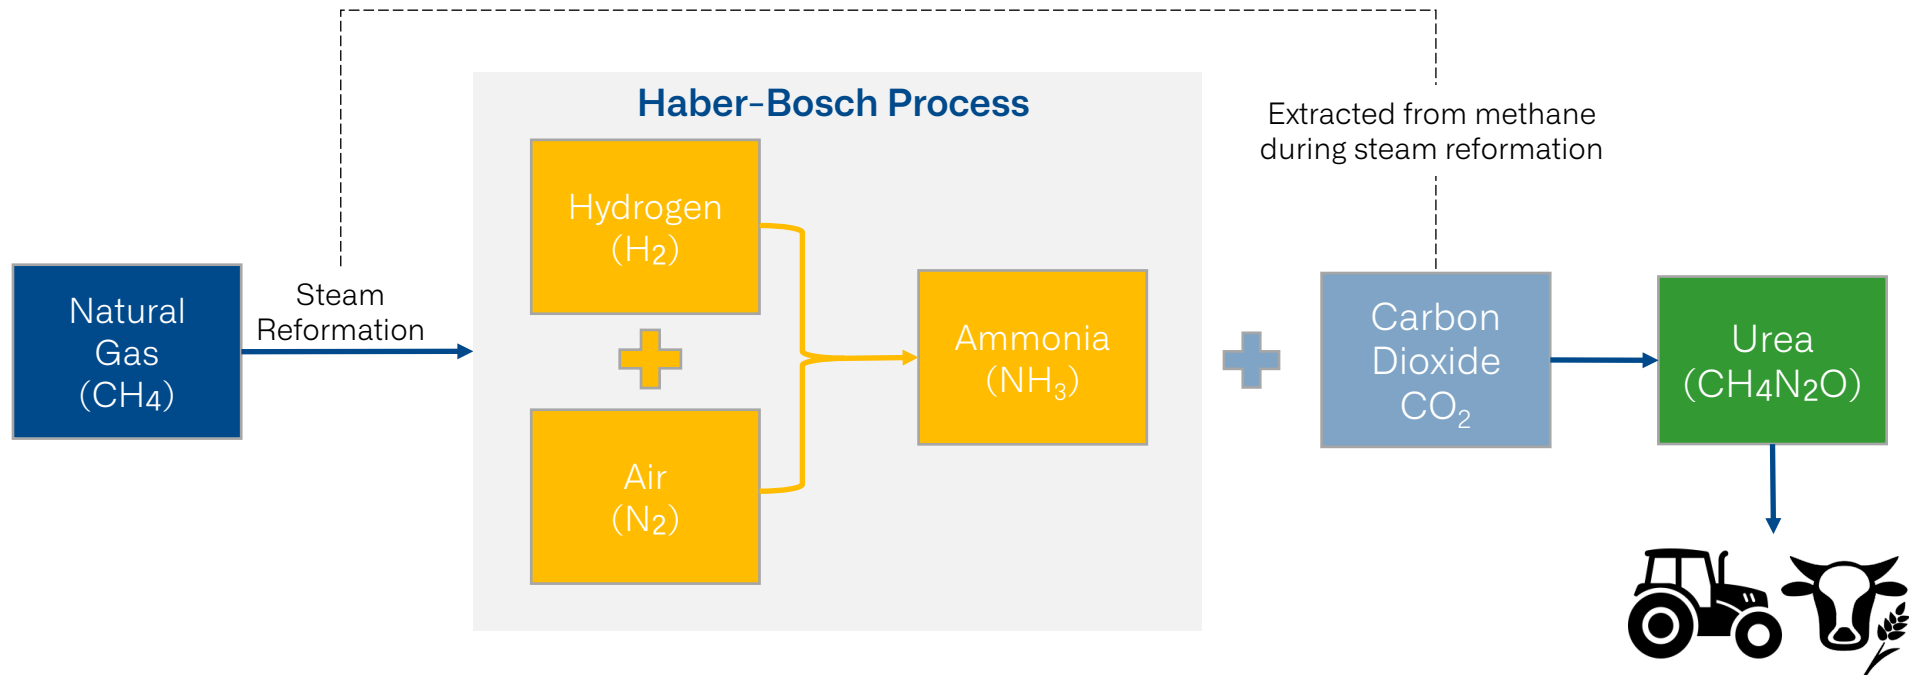 Haber-Bosch Process
Extracted from methane
during steam reformation
Natural
Gas
(CH4)
Steam
Reformation
Hydrogen
(H2)
Air
(N2)
Ammonia
(NH₃)
Carbon
Dioxide
CO₂
Urea
(CH4N2O)